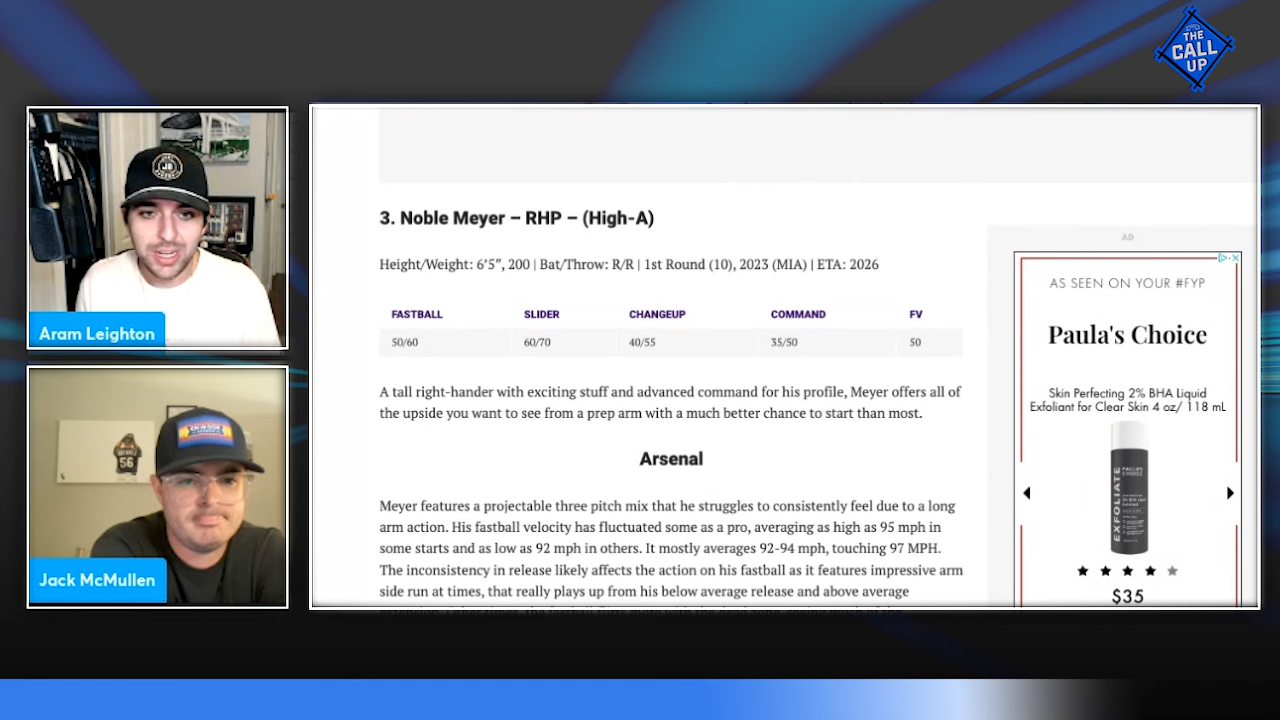 THE
CALL
UP
JB
Aram Leighton
56
Jack McMullen
3. Noble Meyer – RHP – (High-A)
Height/Weight: 6’5″, 200 | Bat/Throw: R/R | 1st Round (10), 2023 (MIA) | ETA: 2026
FASTBALL SLIDER CHANGEUP COMMAND FV
50/60 60/70 40/55 35/50 50
A tall right-hander with exciting stuff and advanced command for his profile, Meyer offers all of
the upside you want to see from a prep arm with a much better chance to start than most.
Arsenal
Meyer features a projectable three pitch mix that he struggles to consistently feel due to a long
arm action. His fastball velocity has fluctuated some as a pro, averaging as high as 95 mph in
some starts and as low as 92 mph in others. It mostly averages 92-94 mph, touching 97 MPH.
The inconsistency in release likely affects the action on his fastball as it features impressive arm
side run at times, that really plays up from his below average release and above average
AD
AS SEEN ON YOUR #FYP
Paula's Choice
Skin Perfecting 2% BHA Liquid
Exfoliant for Clear Skin 4 oz/ 118 mL
PAULA'S CHOICE
EXFOLIATE
$35